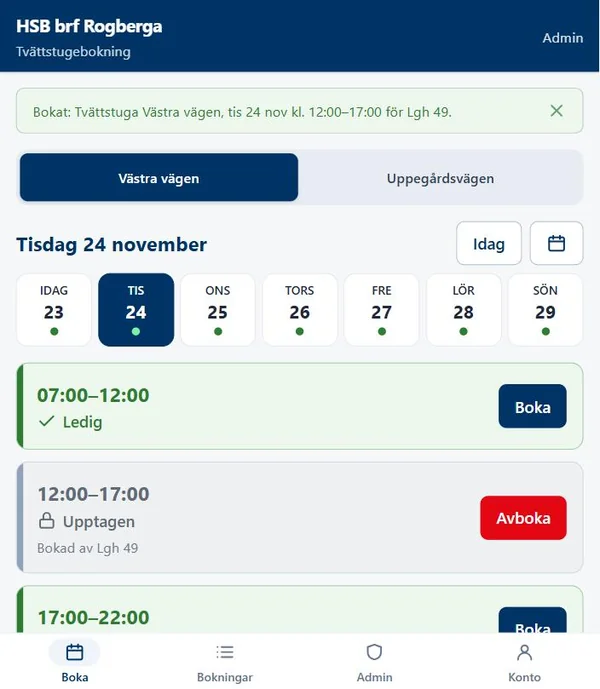 HSB brf Rogberga
Tvättstugebokning
Admin
Bokat: Tvättstuga Västra vägen, tis 24 nov kl. 12:00–17:00 för Lgh 49.
Västra vägen
Uppegårdsvägen
Tisdag 24 november
Idag
IDAG
23
TIS
24
ONS
25
TORS
26
FRE
27
LÖR
28
SÖN
29
07:00–12:00
Ledig
Boka
12:00–17:00
Upptagen
Bokad av Lgh 49
Avboka
17:00–22:00
Boka
Boka
Bokningar
Admin
Konto